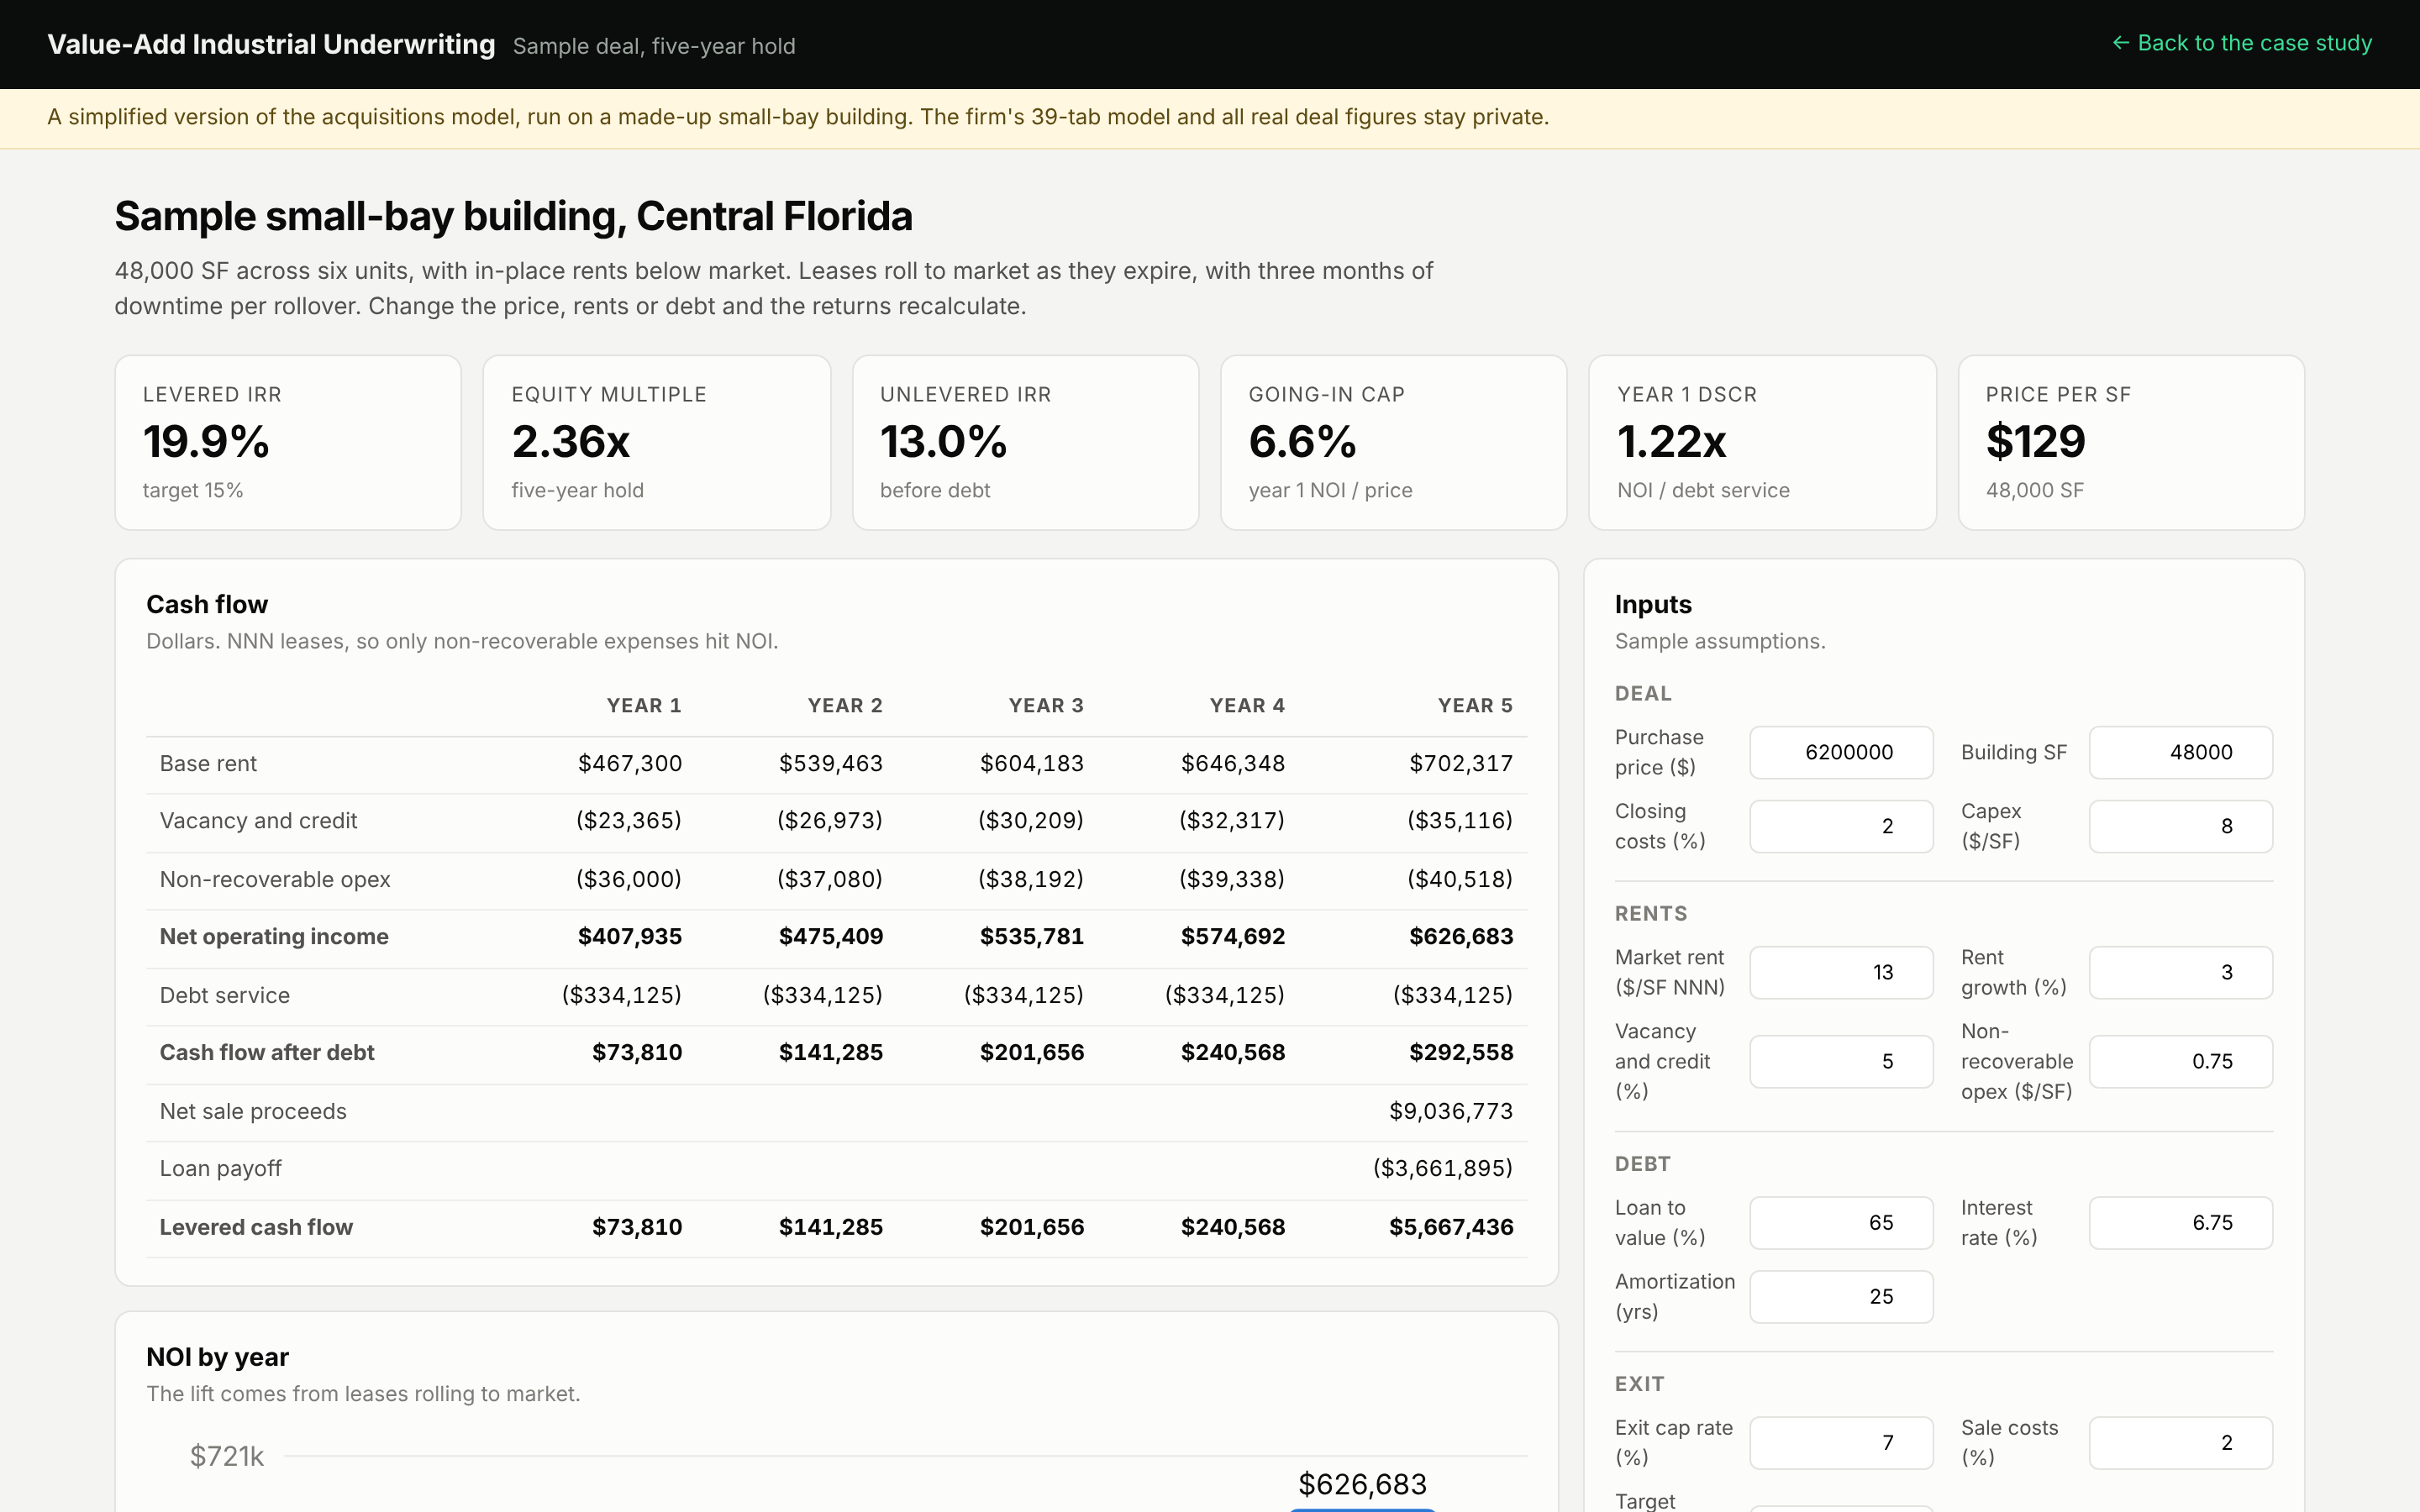 Value-Add Industrial Underwriting Sample deal, five-year hold
← Back to the case study
A simplified version of the acquisitions model, run on a made-up small-bay building. The firm's 39-tab model and all real deal figures stay private.
Sample small-bay building, Central Florida
48,000 SF across six units, with in-place rents below market. Leases roll to market as they expire, with three months of
downtime per rollover. Change the price, rents or debt and the returns recalculate.
LEVERED IRR
19.9%
target 15%
EQUITY MULTIPLE
2.36x
five-year hold
UNLEVERED IRR
13.0%
before debt
GOING-IN CAP
6.6%
year 1 NOI / price
YEAR 1 DSCR
1.22x
NOI / debt service
PRICE PER SF
$129
48,000 SF
Cash flow
Dollars. NNN leases, so only non-recoverable expenses hit NOI.
YEAR 1 YEAR 2 YEAR 3 YEAR 4 YEAR 5
Base rent $467,300 $539,463 $604,183 $646,348 $702,317
Vacancy and credit ($23,365) ($26,973) ($30,209) ($32,317) ($35,116)
Non-recoverable opex ($36,000) ($37,080) ($38,192) ($39,338) ($40,518)
Net operating income $407,935 $475,409 $535,781 $574,692 $626,683
Debt service ($334,125) ($334,125) ($334,125) ($334,125) ($334,125)
Cash flow after debt $73,810 $141,285 $201,656 $240,568 $292,558
Net sale proceeds $9,036,773
Loan payoff ($3,661,895)
Levered cash flow $73,810 $141,285 $201,656 $240,568 $5,667,436
NOI by year
The lift comes from leases rolling to market.
$721k
$626,683
Inputs
Sample assumptions.
DEAL
Purchase
price ($)
6200000
Building SF
48000
Closing
costs (%)
2
Capex
($/SF)
8
RENTS
Market rent
($/SF NNN)
13
Rent
growth (%)
3
Vacancy
and credit
(%)
5
Non-
recoverable
opex ($/SF)
0.75
DEBT
Loan to
value (%)
65
Interest
rate (%)
6.75
Amortization
(yrs)
25
EXIT
Exit cap rate
(%)
7
Sale costs
(%)
2
Target